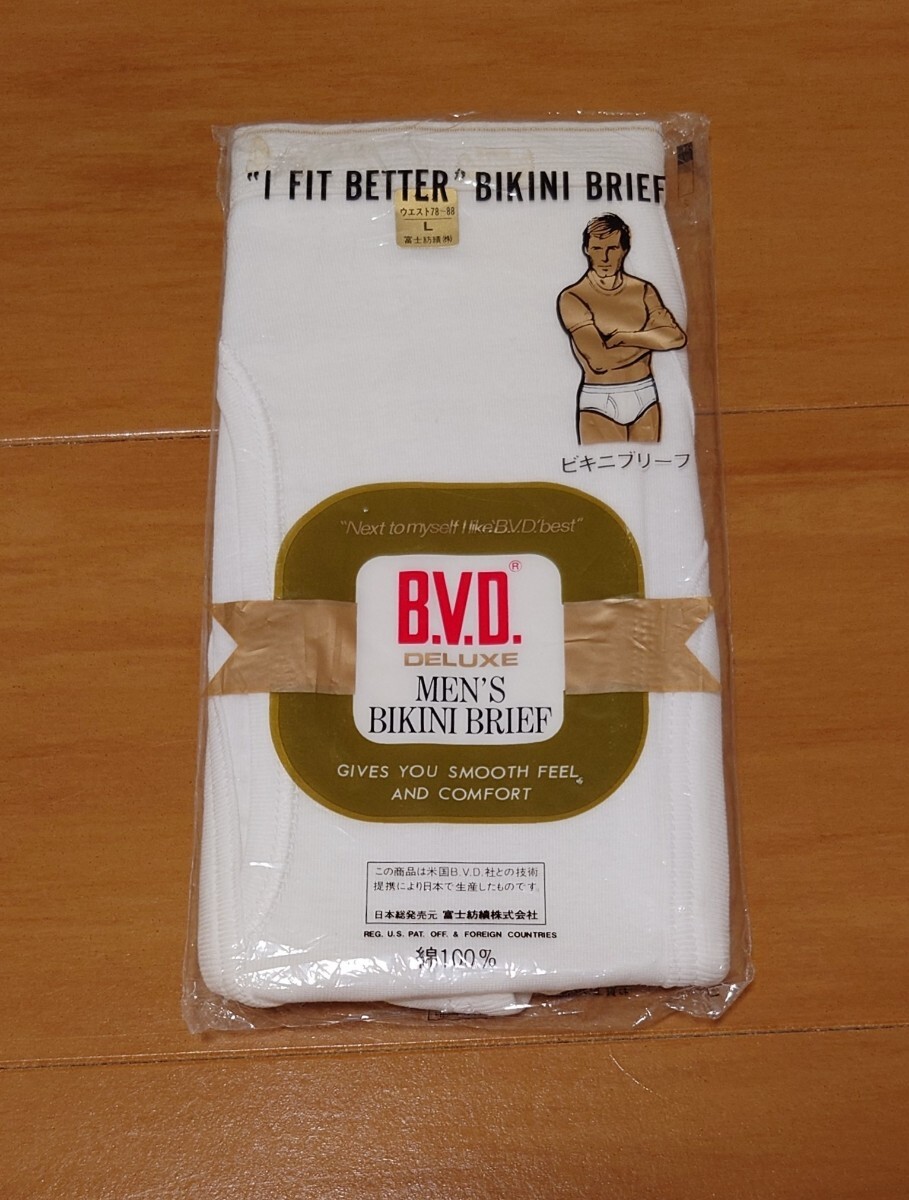 "I FIT BETTER" BIKINI BRIEF
ウエスト78~88
L
富士紡績(株)
ビキニブリーフ
"Next to myself I like 'B.V.D.' best"
B.V.D.®
DELUXE
MEN'S
BIKINI BRIEF
GIVES YOU SMOOTH FEEL
AND COMFORT
この商品は米国B.V.D.社との技術
提携により日本で生産したものです。
日本総発売元 富士紡績株式会社
REG. U.S. PAT. OFF. & FOREIGN COUNTRIES
綿100%